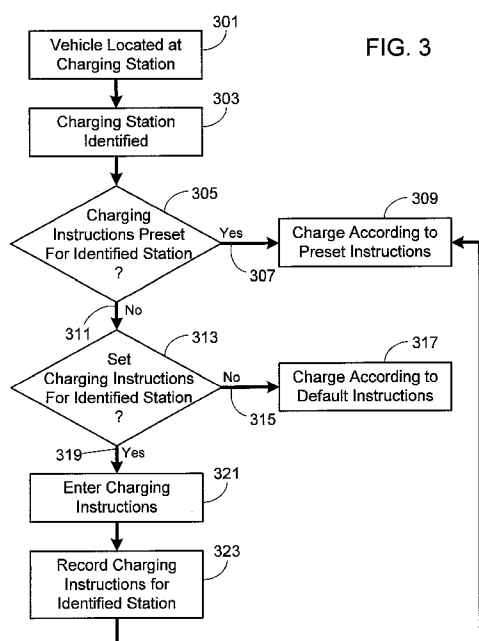 FIG. 3
Vehicle Located at
Charging Station
301
Charging Station
Identified
303
305
Charging
Instructions Preset
For Identified Station
?
Yes
307
309
Charge According to
Preset Instructions
311
No
313
Set
Charging Instructions
For Identified Station
?
No
315
317
Charge According to
Default Instructions
319
Yes
321
Enter Charging
Instructions
323
Record Charging
Instructions for
Identified Station